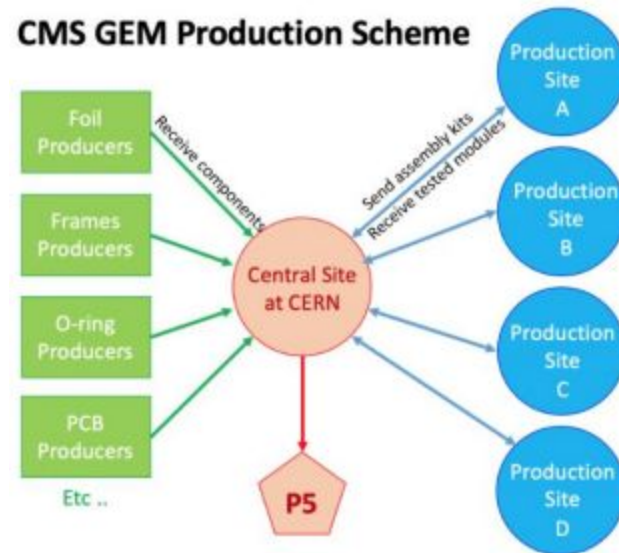 CMS GEM Production Scheme
Foil
Producers
Frames
Producers
O-ring
Producers
PCB
Producers
Etc ..
Receive components
Central Site
at CERN
P5
Send assembly kits
Receive tested modules
Production
Site
A
Production
Site
B
Production
Site
C
Production
Site
D